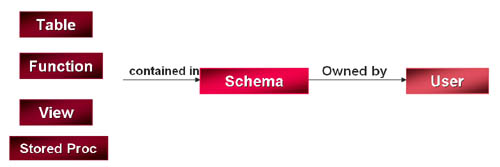 Table
Function
contained in
Schema
Owned by
User
View
Stored Proc